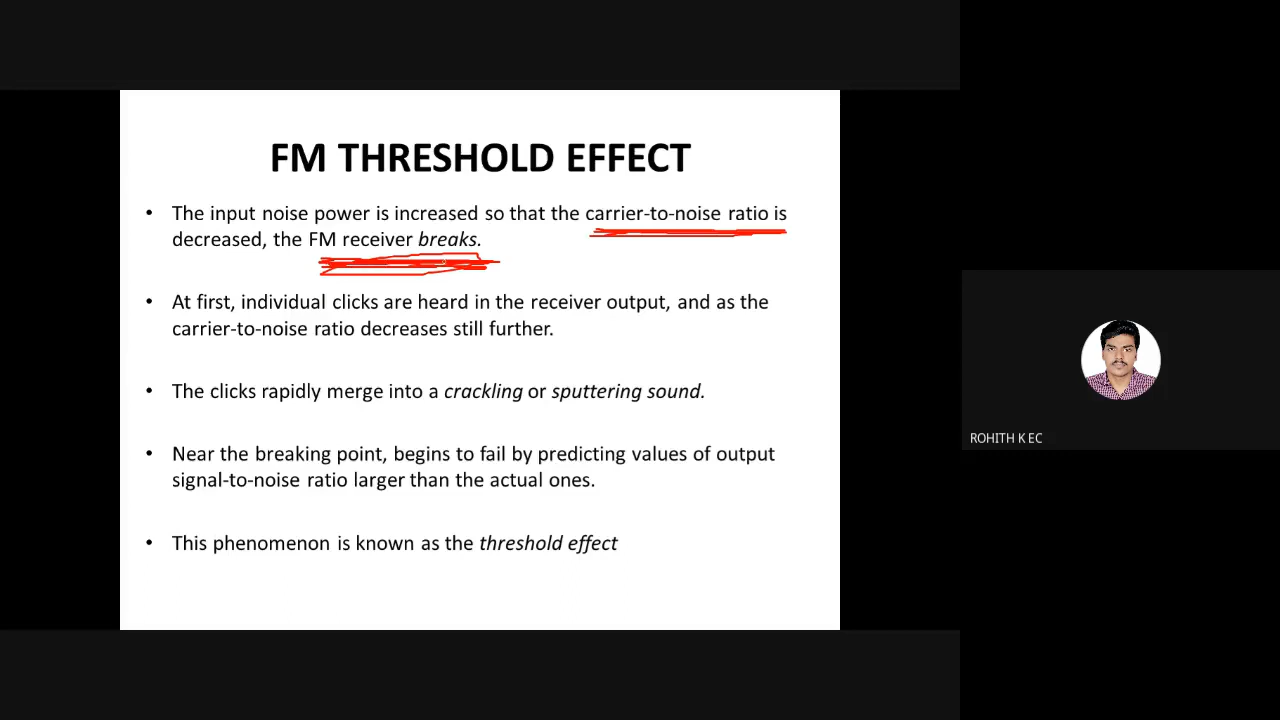 FM THRESHOLD EFFECT
• The input noise power is increased so that the carrier-to-noise ratio is
decreased, the FM receiver breaks.
• At first, individual clicks are heard in the receiver output, and as the
carrier-to-noise ratio decreases still further.
• The clicks rapidly merge into a crackling or sputtering sound.
• Near the breaking point, begins to fail by predicting values of output
signal-to-noise ratio larger than the actual ones.
• This phenomenon is known as the threshold effect
ROHITH K EC